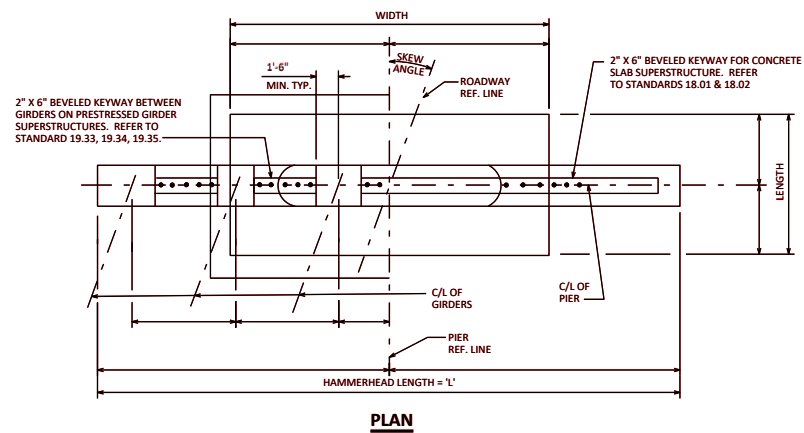 WIDTH
SKEW
ANGLE
1'-6"
MIN. TYP.
ROADWAY
REF. LINE
2" X 6" BEVELED KEYWAY FOR CONCRETE
SLAB SUPERSTRUCTURE. REFER
TO STANDARDS 18.01 & 18.02
2" X 6" BEVELED KEYWAY BETWEEN
GIRDERS ON PRESTRESSED GIRDER
SUPERSTRUCTURES. REFER TO
STANDARD 19.33, 19.34, 19.35.
LENGTH
C/L OF
GIRDERS
C/L OF
PIER
PIER
REF. LINE
HAMMERHEAD LENGTH = 'L'
PLAN